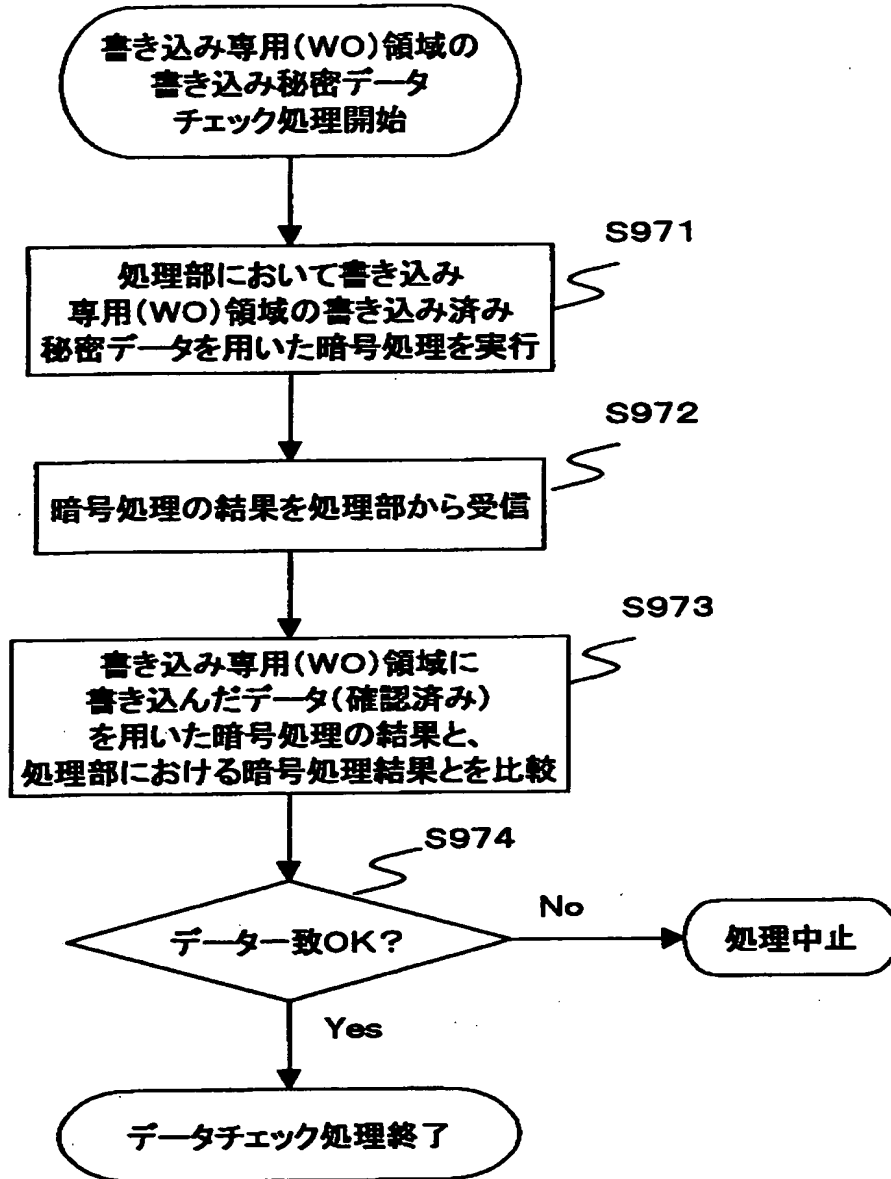 書き込み専用(WO)領域の
書き込み秘密データ
チェック処理開始
S971
処理部において書き込み
専用(WO)領域の書き込み済み
秘密データを用いた暗号処理を実行
S972
暗号処理の結果を処理部から受信
S973
書き込み専用(WO)領域に
書き込んだデータ(確認済み)
を用いた暗号処理の結果と、
処理部における暗号処理結果とを比較
S974
データ一致OK?
No
処理中止
Yes
データチェック処理終了